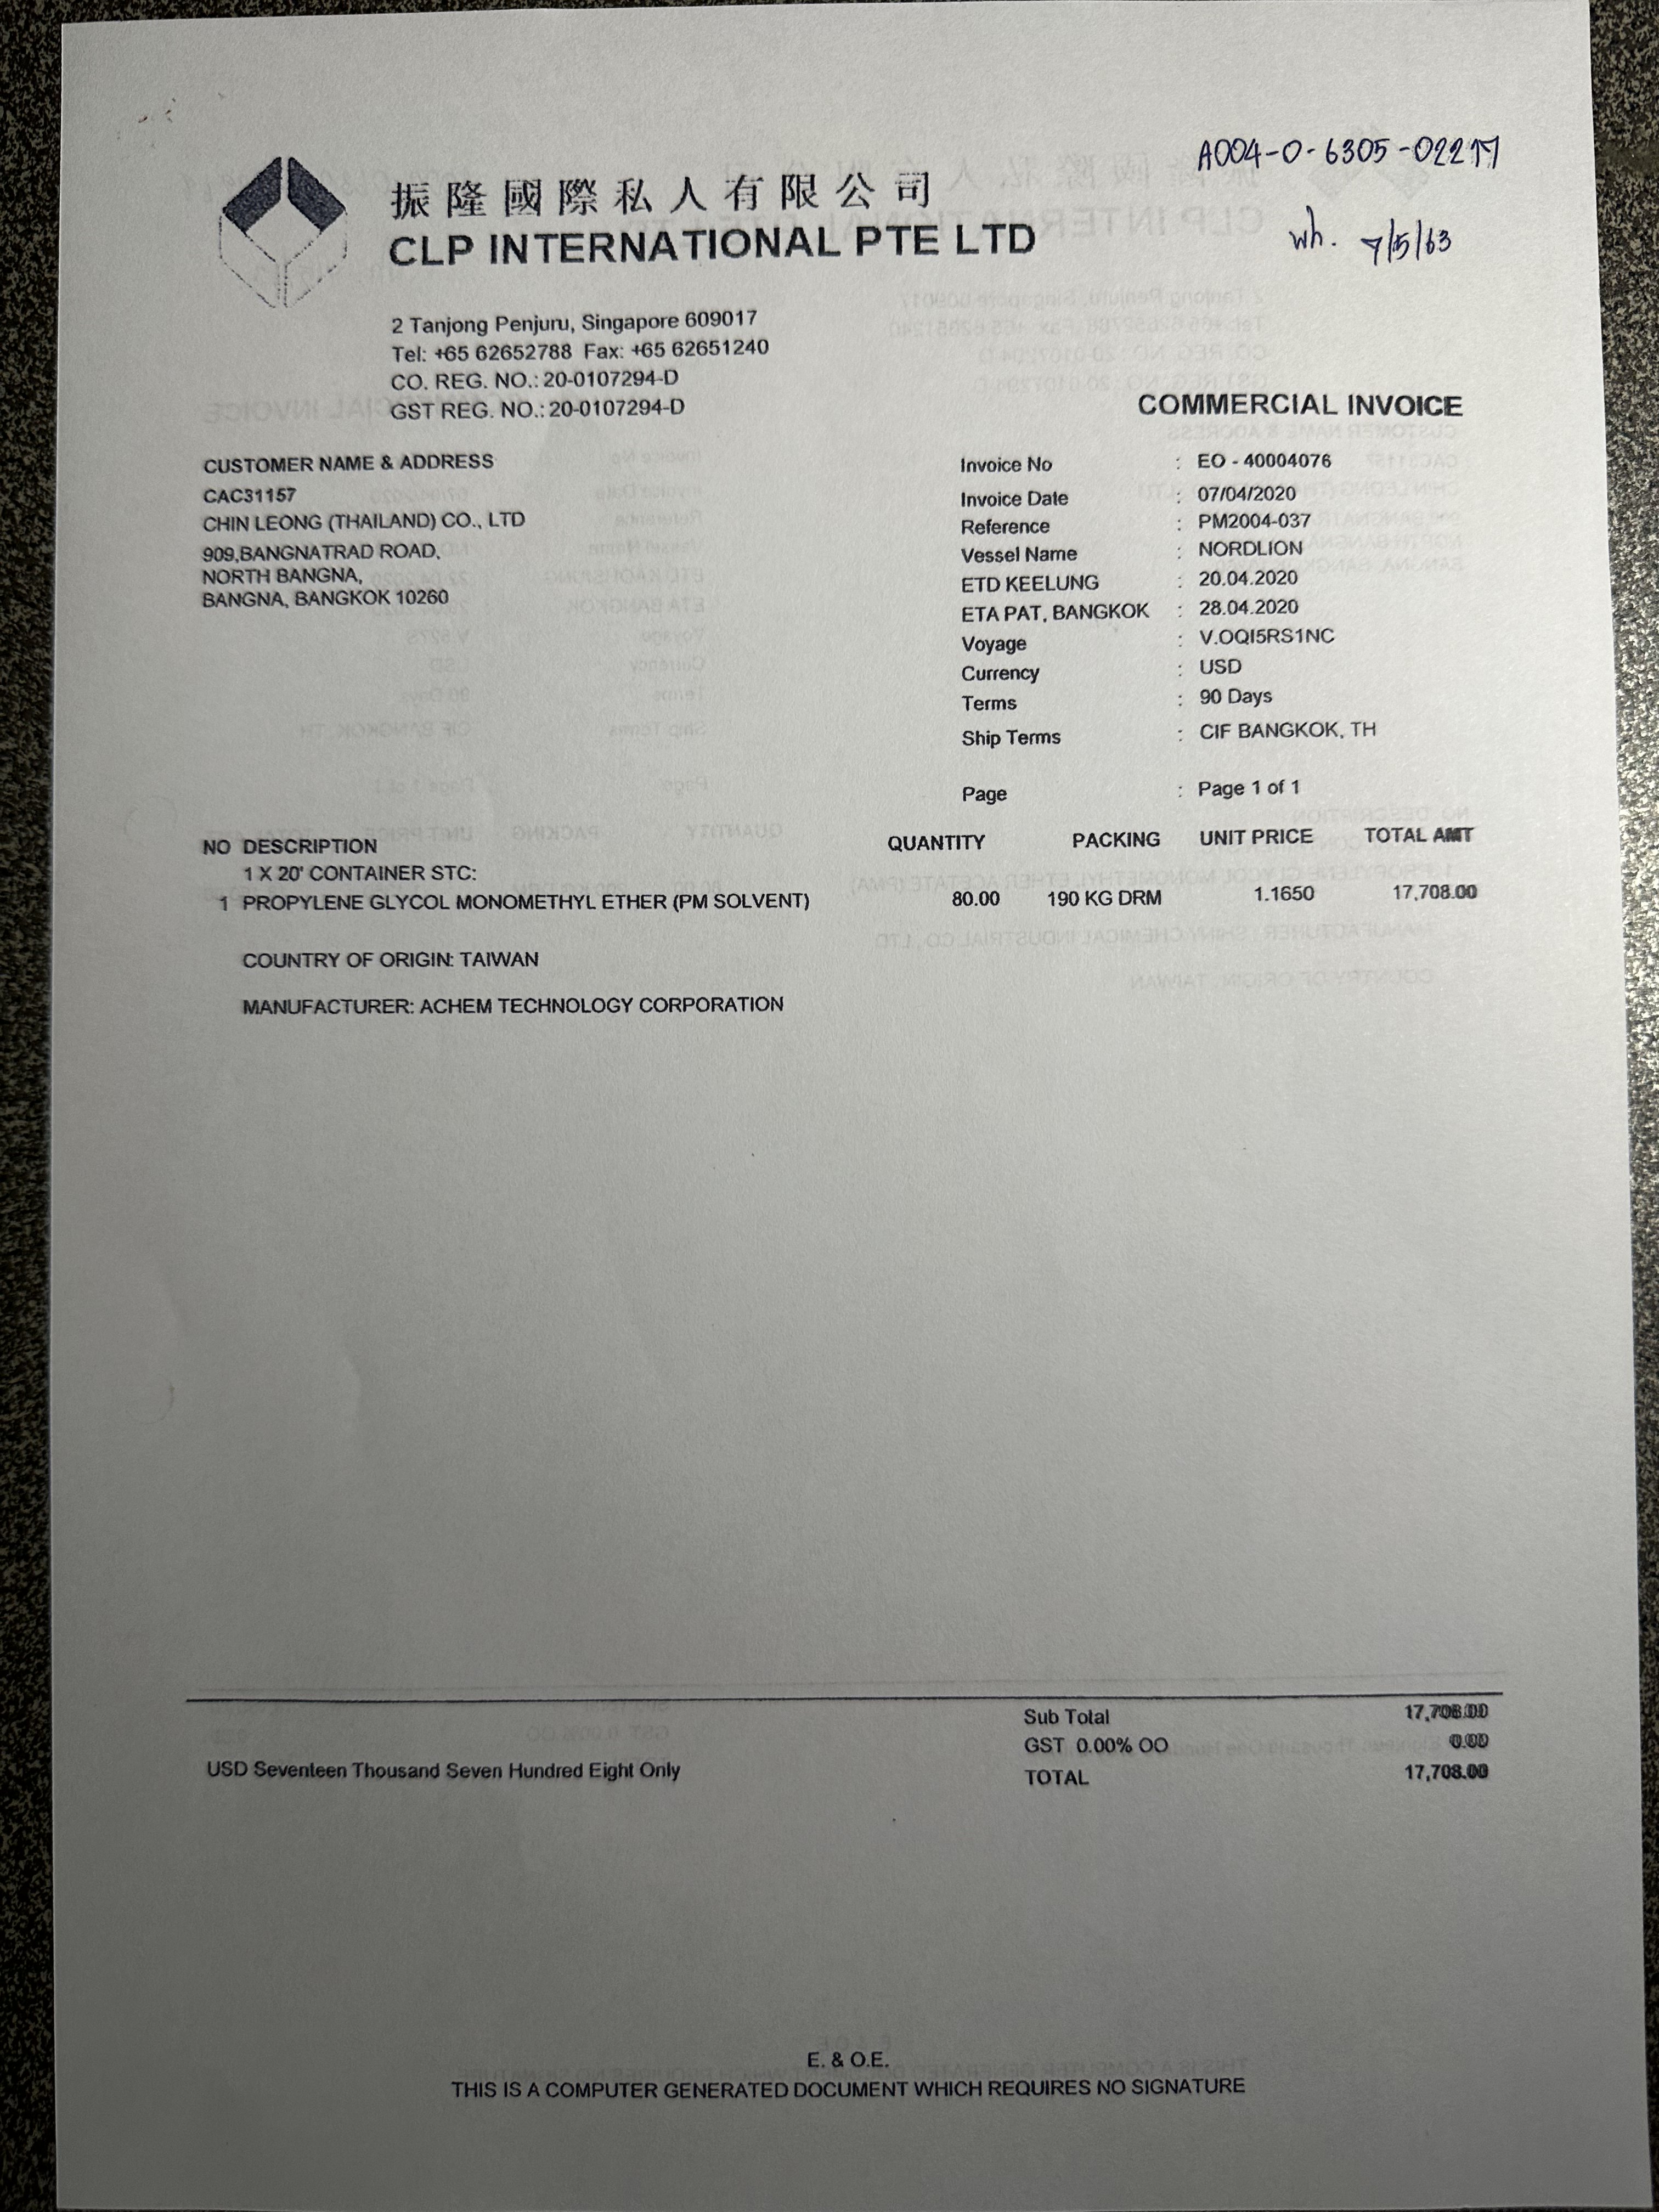 A004-0-6305-0221
wh. 7/5/63
振隆國際私人有限公司
CLP INTERNATIONAL PTE LTD
2 Tanjong Penjuru, Singapore 609017
Tel: +65 62652788 Fax: +65 62651240
CO. REG. NO.: 20-0107294-D
GST REG. NO.: 20-0107294-D
COMMERCIAL INVOICE
CUSTOMER NAME & ADDRESS
CAC31157
CHIN LEONG (THAILAND) CO., LTD
909,BANGNATRAD ROAD,
NORTH BANGNA,
BANGNA, BANGKOK 10260
Invoice No : EO - 40004076
Invoice Date : 07/04/2020
Reference : PM2004-037
Vessel Name : NORDLION
ETD KEELUNG : 20.04.2020
ETA PAT, BANGKOK : 28.04.2020
Voyage : V.OQI5RS1NC
Currency : USD
Terms : 90 Days
Ship Terms : CIF BANGKOK, TH
Page : Page 1 of 1
NO DESCRIPTION QUANTITY PACKING UNIT PRICE TOTAL AMT
1 X 20' CONTAINER STC:
1 PROPYLENE GLYCOL MONOMETHYL ETHER (PM SOLVENT) 80.00 190 KG DRM 1.1650 17,708.00
COUNTRY OF ORIGIN: TAIWAN
MANUFACTURER: ACHEM TECHNOLOGY CORPORATION
Sub Total 17,708.00
GST 0.00% OO 0.00
USD Seventeen Thousand Seven Hundred Eight Only TOTAL 17,708.00
E. & O.E.
THIS IS A COMPUTER GENERATED DOCUMENT WHICH REQUIRES NO SIGNATURE